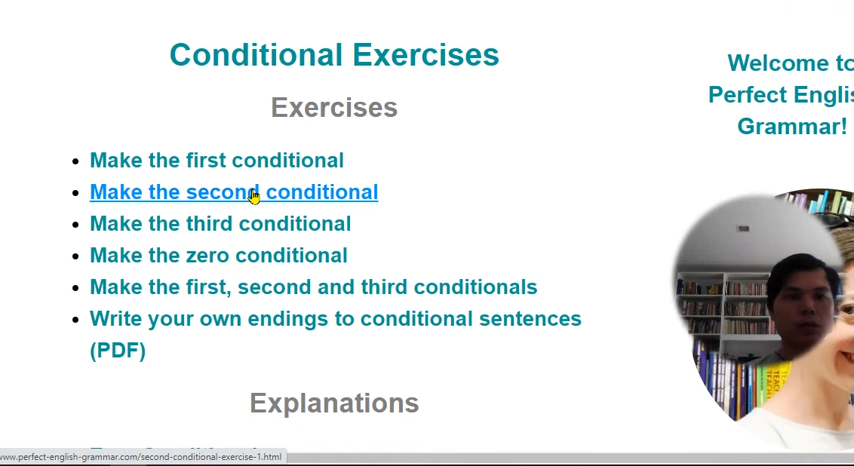 Conditional Exercises
Welcome to
Perfect Englis
Grammar!
Exercises
Make the first conditional
Make the second conditional
Make the third conditional
Make the zero conditional
Make the first, second and third conditionals
Write your own endings to conditional sentences
(PDF)
Explanations
www.perfect-english-grammar.com/second-conditional-exercise-1.html